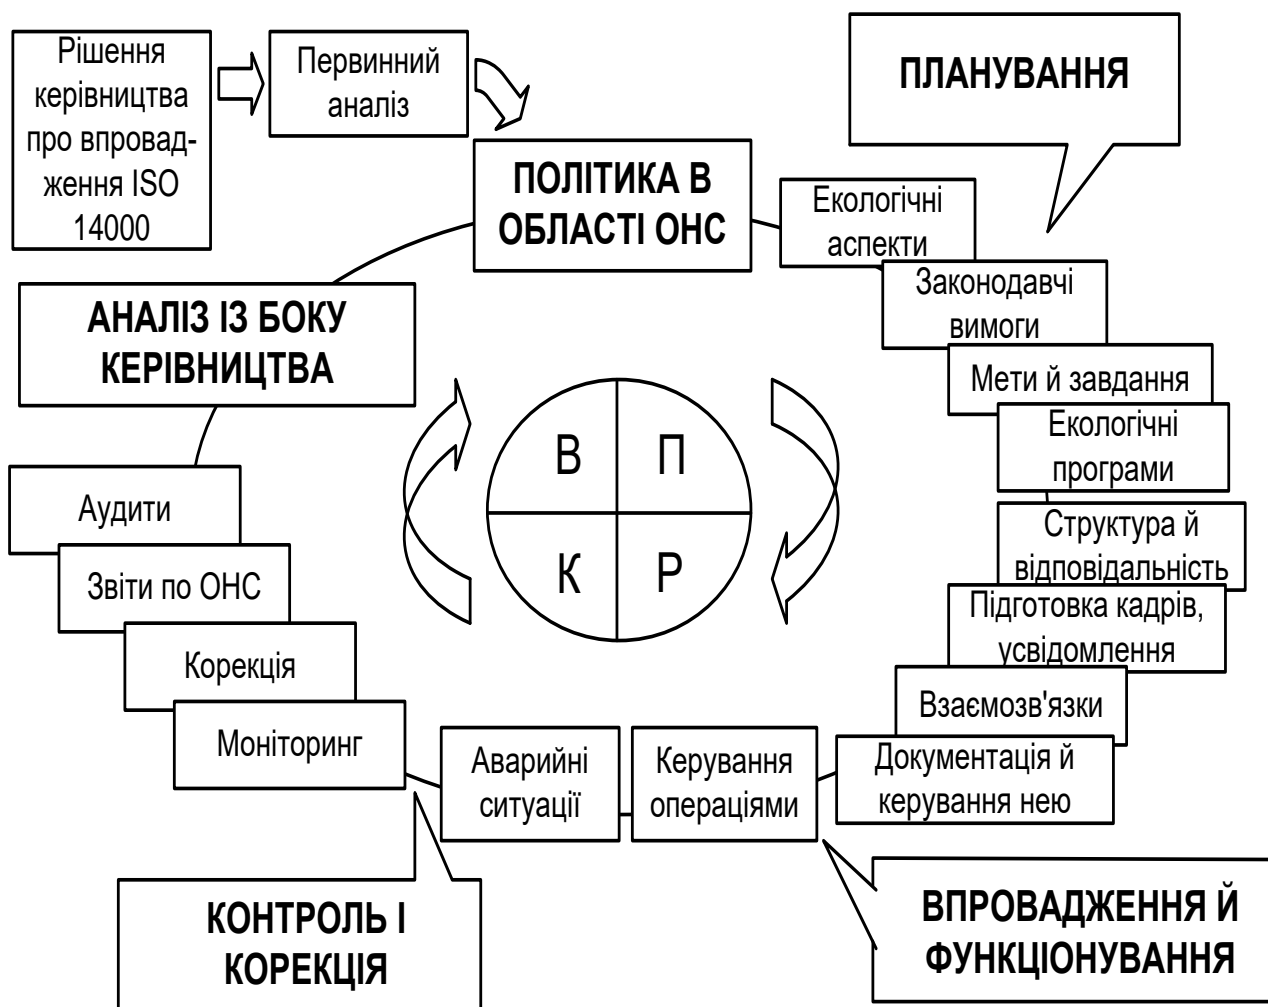 Рішення
керівництва
про впровад-
ження ISO
14000
Первинний
аналіз
ПЛАНУВАННЯ
ПОЛІТИКА В
ОБЛАСТІ ОНС
Екологічні
аспекти
Законодавчі
вимоги
Мети й завдання
Екологічні
програми
Структура й
відповідальність
Підготовка кадрів,
усвідомлення
Взаємозв'язки
Документація й
керування нею
Керування
операціями
Аварийні
ситуації
ВПРОВАДЖЕННЯ Й
ФУНКЦІОНУВАННЯ
КОНТРОЛЬ І
КОРЕКЦІЯ
Моніторинг
Корекція
Звіти по ОНС
Аудити
АНАЛІЗ ІЗ БОКУ
КЕРІВНИЦТВА
В П
К Р